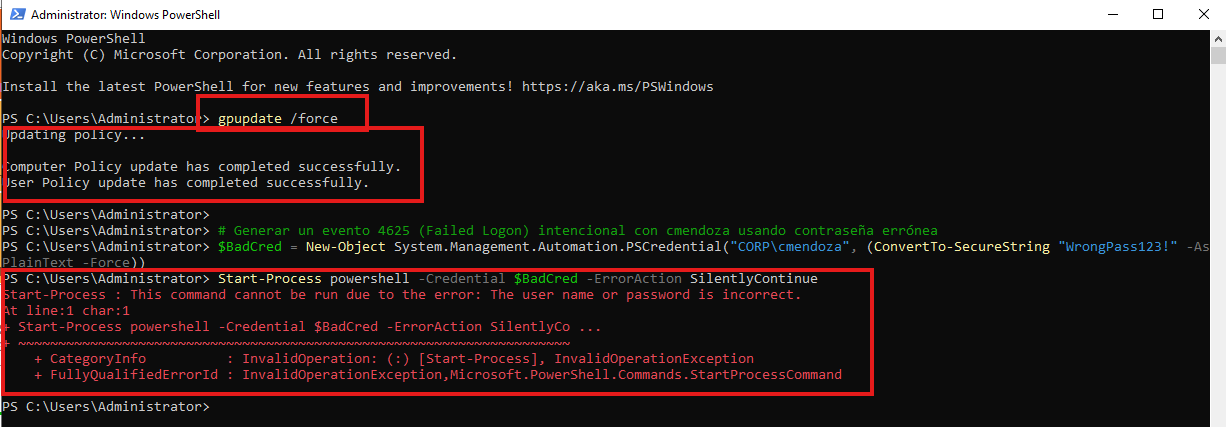 Administrator: Windows PowerShell
Windows PowerShell
Copyright (C) Microsoft Corporation. All rights reserved.
Install the latest PowerShell for new features and improvements! https://aka.ms/PSWindows
PS C:\Users\Administrator> gpupdate /force
Updating policy...
Computer Policy update has completed successfully.
User Policy update has completed successfully.
PS C:\Users\Administrator>
PS C:\Users\Administrator> # Generar un evento 4625 (Failed Logon) intencional con cmendoza usando contraseña errónea
PS C:\Users\Administrator> $BadCred = New-Object System.Management.Automation.PSCredential("CORP\cmendoza", (ConvertTo-SecureString "WrongPass123!" -As
PlainText -Force))
PS C:\Users\Administrator> Start-Process powershell -Credential $BadCred -ErrorAction SilentlyContinue
Start-Process : This command cannot be run due to the error: The user name or password is incorrect.
At line:1 char:1
+ Start-Process powershell -Credential $BadCred -ErrorAction SilentlyCo ...
+ ~~~~~~~~~~~~~~~~~~~~~~~~~~~~~~~~~~~~~~~~~~~~~~~~~~~~~~~~~~~~~~~~~~~~~
+ CategoryInfo : InvalidOperation: (:) [Start-Process], InvalidOperationException
+ FullyQualifiedErrorId : InvalidOperationException,Microsoft.PowerShell.Commands.StartProcessCommand
PS C:\Users\Administrator>